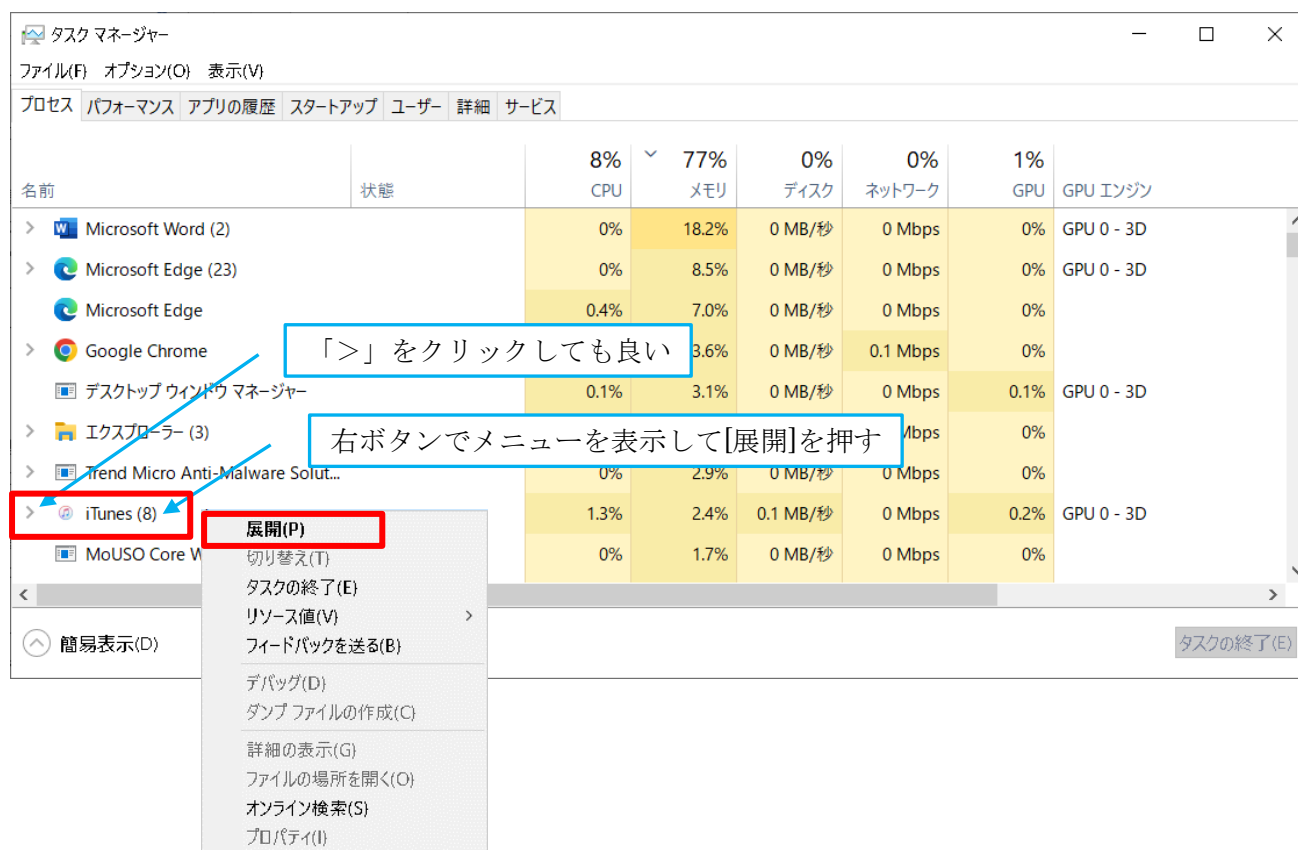 タスク マネージャー
ファイル(F) オプション(O) 表示(V)
プロセス パフォーマンス アプリの履歴 スタートアップ ユーザー 詳細 サービス
8% 77% 0% 0% 1%
名前 状態 CPU メモリ ディスク ネットワーク GPU GPU エンジン
Microsoft Word (2) 0% 18.2% 0 MB/秒 0 Mbps 0% GPU 0 - 3D
Microsoft Edge (23) 0% 8.5% 0 MB/秒 0 Mbps 0% GPU 0 - 3D
Microsoft Edge 0.4% 7.0% 0 MB/秒 0 Mbps 0%
Google Chrome 3.6% 0 MB/秒 0.1 Mbps 0%
「＞」をクリックしても良い
デスクトップ ウィンドウ マネージャー 0.1% 3.1% 0 MB/秒 0 Mbps 0.1% GPU 0 - 3D
エクスプローラー (3) Mbps 0%
右ボタンでメニューを表示して[展開]を押す
Trend Micro Anti-Malware Solut... 0% 2.9% 0 MB/秒 0 Mbps 0%
iTunes (8) 1.3% 2.4% 0.1 MB/秒 0 Mbps 0.2% GPU 0 - 3D
MoUSO Core W 0% 1.7% 0 MB/秒 0 Mbps 0%
展開(P)
切り替え(T)
タスクの終了(E)
リソース値(V)
フィードバックを送る(B)
デバッグ(D)
ダンプ ファイルの作成(C)
詳細の表示(G)
ファイルの場所を開く(O)
オンライン検索(S)
プロパティ(I)
簡易表示(D) タスクの終了(E)